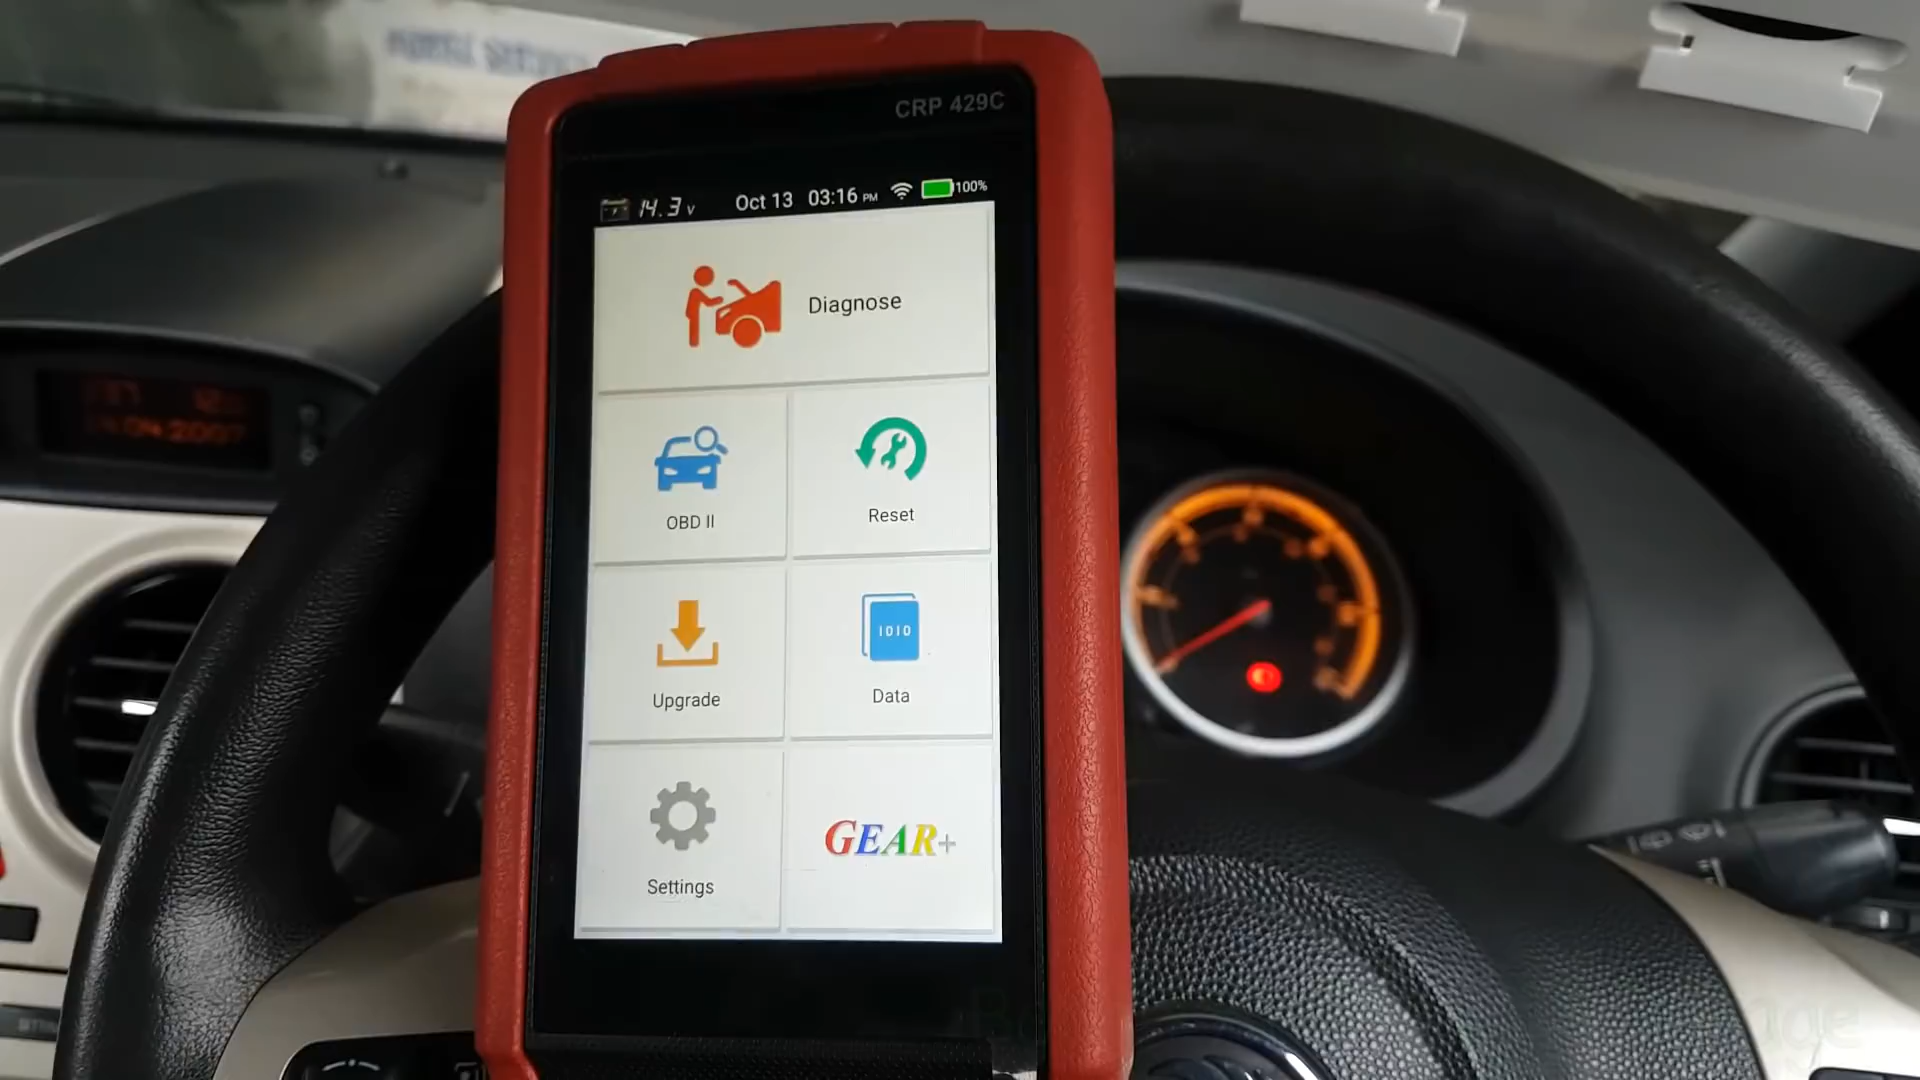 CRP 429C
14.3 V Oct 13 03:16 PM 100%
Diagnose
OBD II
Reset
Upgrade
1010
Data
Settings
GEAR+